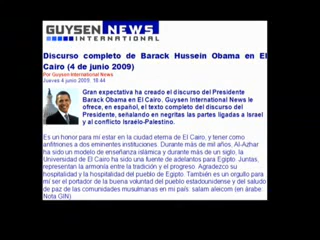 GUYSEN NEWS
INTERNATIONAL
Discurso completo de Barack Hussein Obama en El
Cairo (4 de junio 2009)
Por Guysen International News
Jueves 4 junio 2009. 16:44
Gran expectativa ha creado el discurso del Presidente
Barack Obama en El Cairo. Guysen International News le
ofrece, en español, el texto completo del discurso del
Presidente, señalando en negritas las partes ligadas a Israel
y al conflicto Israelo-Palestino.
Es un honor para mí estar en la ciudad eterna de El Cairo, y tener como
anfitriones a dos eminentes instituciones. Durante más de mil años, Al-Azhar
ha sido un modelo de enseñanza islámica y durante más de un siglo, la
Universidad de El Cairo ha sido una fuente de adelantos para Egipto. Juntas,
representan la armonía entre la tradición y el progreso. Agradezco su
hospitalidad y la hospitalidad del pueblo de Egipto. También es un orgullo para
mí ser el portador de la buena voluntad del pueblo estadounidense y del saludo
de paz de las comunidades musulmanas en mi país: salam aleicom (en árabe:
Nota GIN)